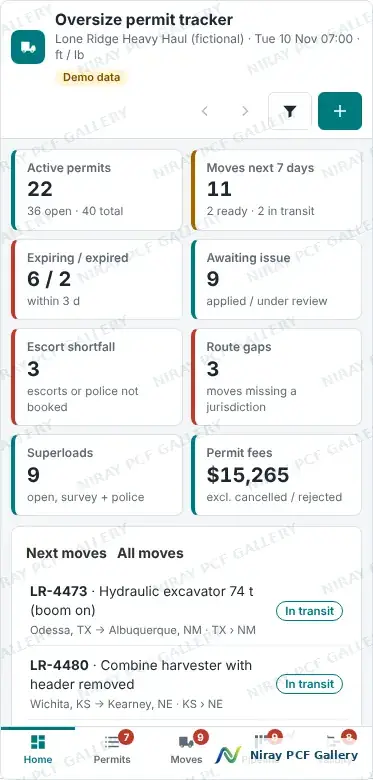 Oversize permit tracker
Lone Ridge Heavy Haul (fictional) · Tue 10 Nov 07:00 ·
ft / lb
Demo data
Active permits
22
36 open · 40 total
Moves next 7 days
11
2 ready · 2 in transit
Expiring / expired
6 / 2
within 3 d
Awaiting issue
9
applied / under review
Escort shortfall
3
escorts or police not
booked
Route gaps
3
moves missing a
jurisdiction
Superloads
9
open, survey + police
Permit fees
$15,265
excl. cancelled / rejected
Next moves All moves
LR-4473 · Hydraulic excavator 74 t
(boom on)
Odessa, TX → Albuquerque, NM · TX › NM
In transit
LR-4480 · Combine harvester with
header removed
Wichita, KS → Kearney, NE · KS › NE
In transit
Home
7
Permits
9
Moves
Niray PCF Gallery
NIRAY PCF GALLERY